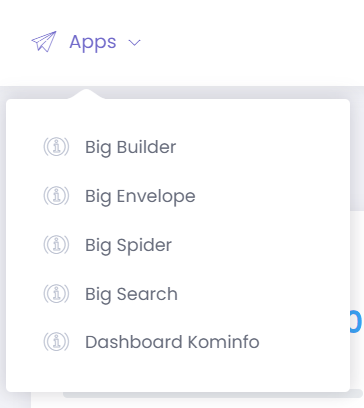 Apps
Big Builder
Big Envelope
Big Spider
Big Search
Dashboard Kominfo